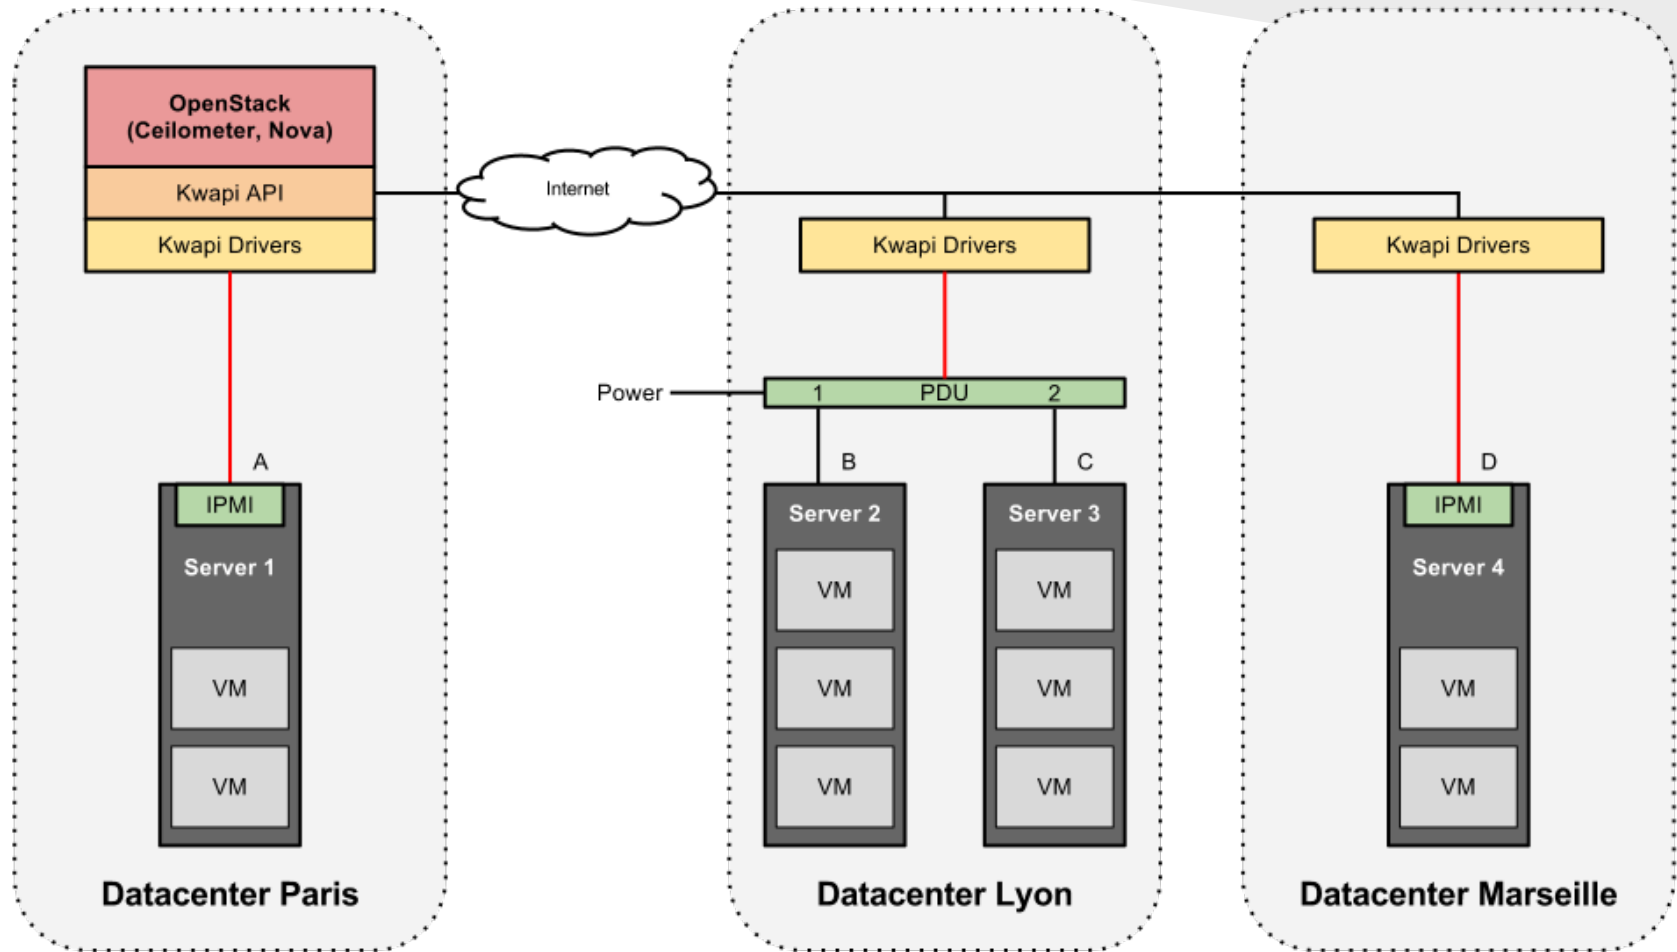 OpenStack
(Ceilometer, Nova)
Kwapi API
Kwapi Drivers
A
IPMI
Server 1
VM
VM
Datacenter Paris
Internet
Kwapi Drivers
Power
1 PDU 2
B
C
Server 2
VM
VM
VM
Server 3
VM
VM
VM
Datacenter Lyon
Kwapi Drivers
D
IPMI
Server 4
VM
VM
Datacenter Marseille